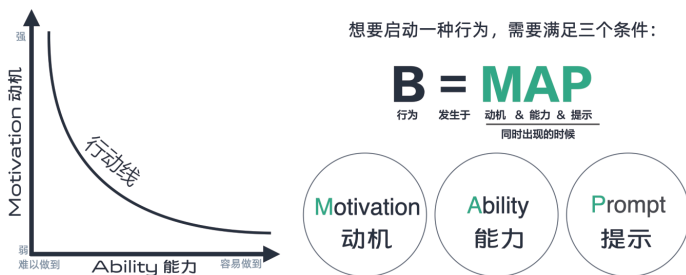 强
Motivation 动机
行动线
弱
难以做到
Ability 能力
容易做到
想要启动一种行为，需要满足三个条件：
B = MAP
行为 发生于 动机 & 能力 & 提示
同时出现的时候
Motivation
动机
Ability
能力
Prompt
提示